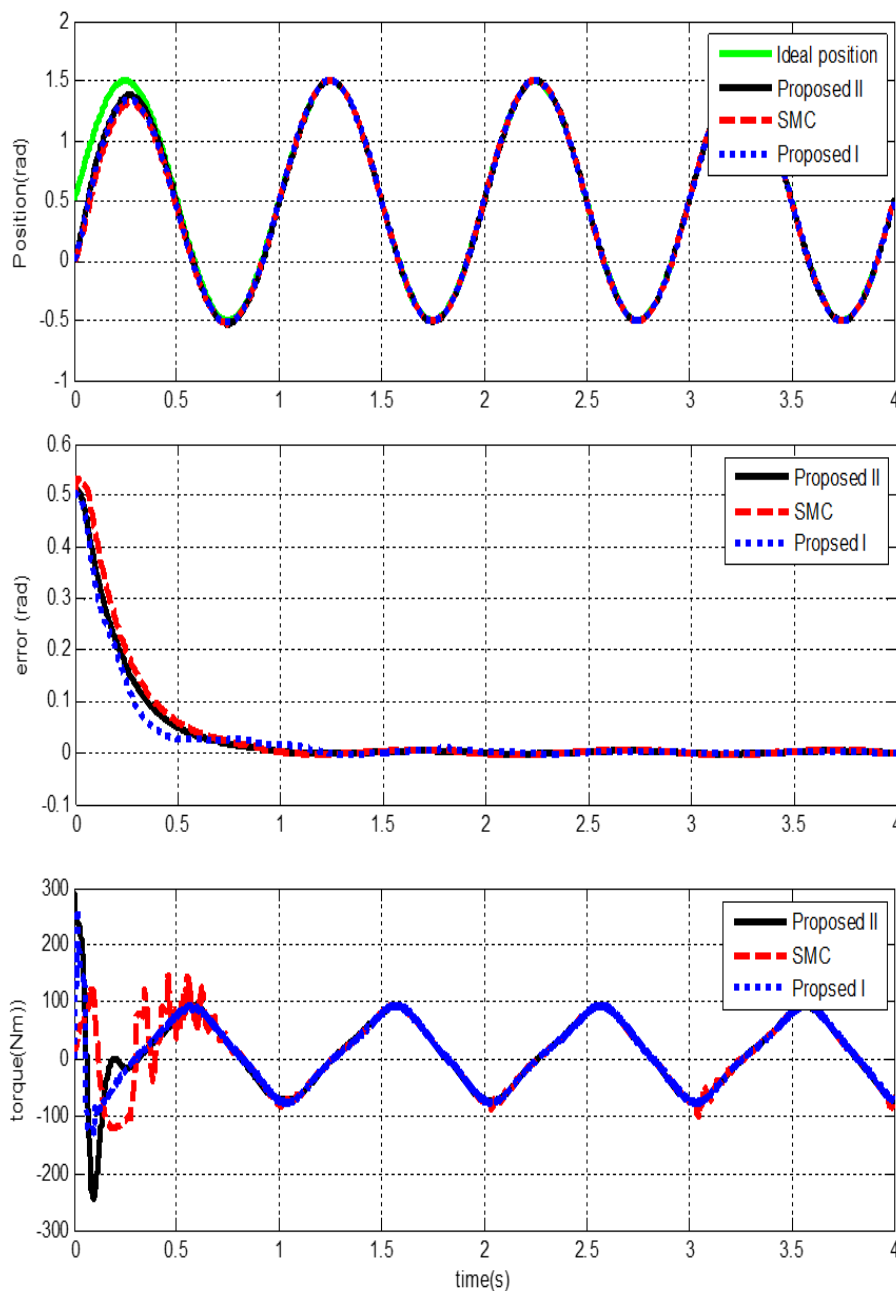 2
1.5
1
0.5
0
-0.5
-1
Position(rad)
Ideal position
Proposed II
SMC
Proposed I
0 0.5 1 1.5 2 2.5 3 3.5 4
0.6
0.5
0.4
0.3
0.2
0.1
0
-0.1
error (rad)
Proposed II
SMC
Propsed I
0 0.5 1 1.5 2 2.5 3 3.5 4
300
200
100
0
-100
-200
-300
torque(Nm))
Proposed II
SMC
Propsed I
0 0.5 1 1.5 2 2.5 3 3.5 4
time(s)